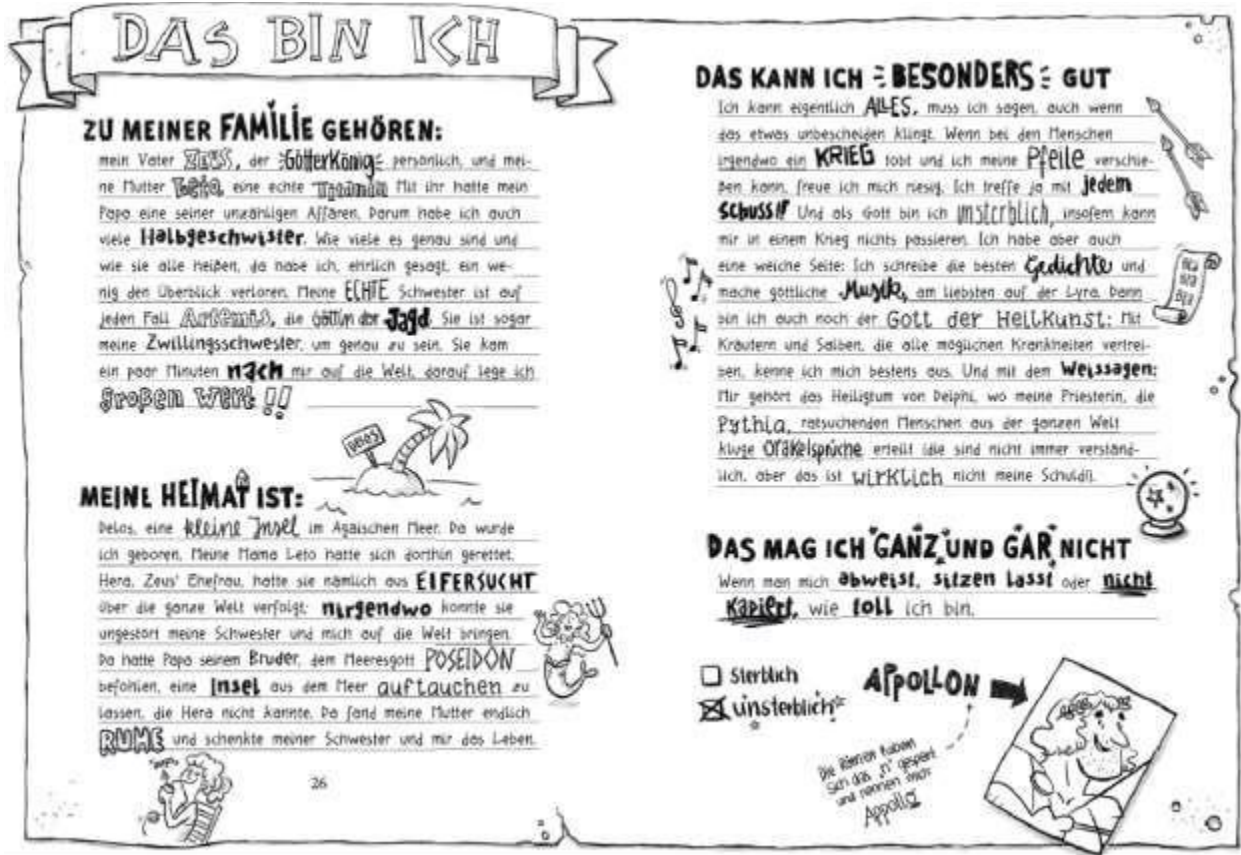 DAS BIN ICH
ZU MEINER FAMILIE GEHÖREN:
mein Vater ZEUS, der Götterkönig persönlich, und mei-
ne Mutter Leto, eine echte Titanin. Mit ihr hatte mein
Papa eine seiner unzähligen Affären. Darum habe ich auch
viele Halbgeschwister. Wie viele es genau sind und
wie sie alle heißen, da habe ich, ehrlich gesagt, ein we-
nig den Überblick verloren. Meine ECHTE Schwester ist auf
jeden Fall Artemis, die Göttin der Jagd. Sie ist sogar
meine Zwillingsschwester, um genau zu sein. Sie kam
ein paar Minuten nach mir auf die Welt, darauf lege ich
großen Wert!!
DELOS
MEINE HEIMAT IST:
Delos, eine kleine Insel im Ägäischen Meer. Da wurde
ich geboren. Meine Mama Leto hatte sich dorthin gerettet.
Hera, Zeus' Ehefrau, hatte sie nämlich aus EIFERSUCHT
über die ganze Welt verfolgt; nirgendwo konnte sie
ungestört meine Schwester und mich auf die Welt bringen.
Da hatte Papa seinem Bruder, dem Meeresgott POSEIDON
befohlen, eine Insel aus dem Meer auftauchen zu
lassen, die Hera nicht kannte. Da fand meine Mutter endlich
RUHE und schenkte meiner Schwester und mir das Leben.
26
DAS KANN ICH BESONDERS GUT
Ich kann eigentlich ALLES, muss ich sagen, auch wenn
das etwas unbescheiden klingt. Wenn bei den Menschen
irgendwo ein KRIEG tobt und ich meine Pfeile verschie-
ßen kann, freue ich mich riesig. Ich treffe ja mit jedem
SCHUSS!! Und als Gott bin ich unsterblich, insofern kann
mir in einem Krieg nichts passieren. Ich habe aber auch
eine weiche Seite: Ich schreibe die besten Gedichte und
mache göttliche Musik, am liebsten auf der Lyra. Dann
bin ich auch noch der Gott der Heilkunst: Mit
Kräutern und Salben, die alle möglichen Krankheiten vertrei-
ben, kenne ich mich bestens aus. Und mit dem Weissagen:
Mir gehört das Heiligtum von Delphi, wo meine Priesterin, die
Pythia, ratsuchenden Menschen aus der ganzen Welt
kluge Orakelsprüche erteilt (die sind nicht immer verständ-
lich, aber das ist wirklich nicht meine Schuld!).
DAS MAG ICH GANZ UND GAR NICHT
Wenn man mich abweist, sitzen lässt oder nicht
kapiert, wie toll ich bin.
Sterblich
unsterblich
APPOLLON
Die Römer haben
sich das „n“ gespart
und nennen mich
Appollo